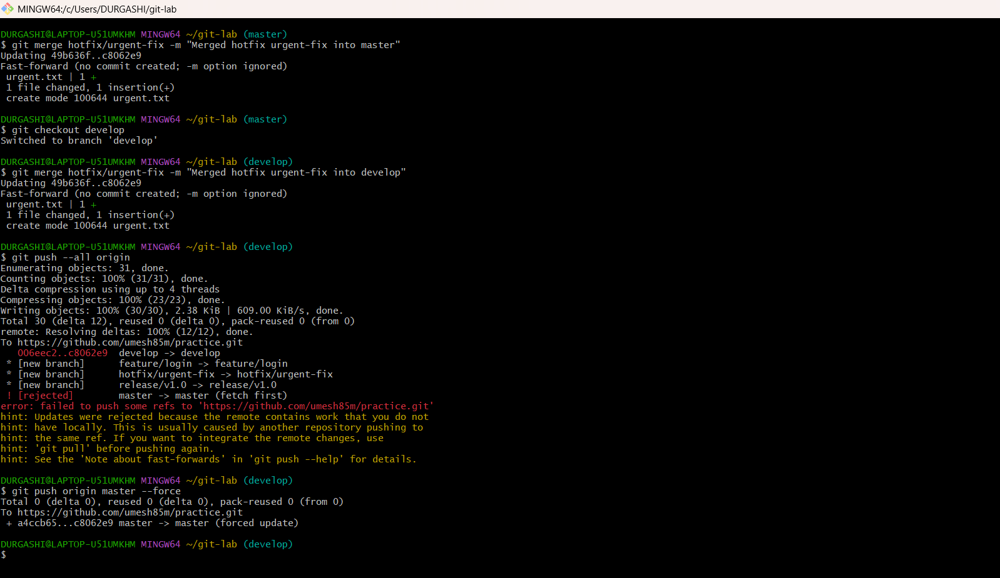 MINGW64:/c/Users/DURGASHI/git-lab
DURGASHI@LAPTOP-U51UMKHM MINGW64 ~/git-lab (master)
$ git merge hotfix/urgent-fix -m "Merged hotfix urgent-fix into master"
Updating 49b636f..c8062e9
Fast-forward (no commit created; -m option ignored)
 urgent.txt | 1 +
 1 file changed, 1 insertion(+)
 create mode 100644 urgent.txt
DURGASHI@LAPTOP-U51UMKHM MINGW64 ~/git-lab (master)
$ git checkout develop
Switched to branch 'develop'
DURGASHI@LAPTOP-U51UMKHM MINGW64 ~/git-lab (develop)
$ git merge hotfix/urgent-fix -m "Merged hotfix urgent-fix into develop"
Updating 49b636f..c8062e9
Fast-forward (no commit created; -m option ignored)
 urgent.txt | 1 +
 1 file changed, 1 insertion(+)
 create mode 100644 urgent.txt
DURGASHI@LAPTOP-U51UMKHM MINGW64 ~/git-lab (develop)
$ git push --all origin
Enumerating objects: 31, done.
Counting objects: 100% (31/31), done.
Delta compression using up to 4 threads
Compressing objects: 100% (23/23), done.
Writing objects: 100% (30/30), 2.38 KiB | 609.00 KiB/s, done.
Total 30 (delta 12), reused 0 (delta 0), pack-reused 0 (from 0)
remote: Resolving deltas: 100% (12/12), done.
To https://github.com/umesh85m/practice.git
   006eec2..c8062e9  develop -> develop
 * [new branch]      feature/login -> feature/login
 * [new branch]      hotfix/urgent-fix -> hotfix/urgent-fix
 * [new branch]      release/v1.0 -> release/v1.0
 ! [rejected]        master -> master (fetch first)
error: failed to push some refs to 'https://github.com/umesh85m/practice.git'
hint: Updates were rejected because the remote contains work that you do not
hint: have locally. This is usually caused by another repository pushing to
hint: the same ref. If you want to integrate the remote changes, use
hint: 'git pull' before pushing again.
hint: See the 'Note about fast-forwards' in 'git push --help' for details.
DURGASHI@LAPTOP-U51UMKHM MINGW64 ~/git-lab (develop)
$ git push origin master --force
Total 0 (delta 0), reused 0 (delta 0), pack-reused 0 (from 0)
To https://github.com/umesh85m/practice.git
 + a4ccb65...c8062e9 master -> master (forced update)
DURGASHI@LAPTOP-U51UMKHM MINGW64 ~/git-lab (develop)
$